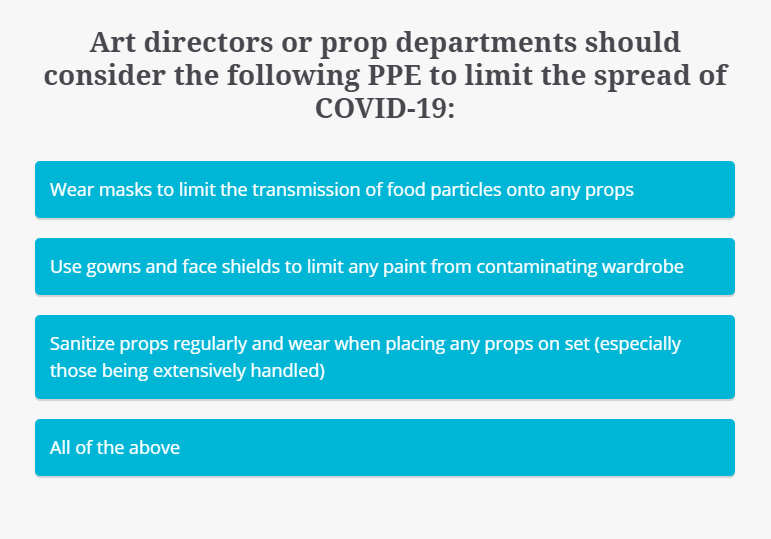 Art directors or prop departments should
consider the following PPE to limit the spread of
COVID-19:
Wear masks to limit the transmission of food particles onto any props
Use gowns and face shields to limit any paint from contaminating wardrobe
Sanitize props regularly and wear when placing any props on set (especially
those being extensively handled)
All of the above